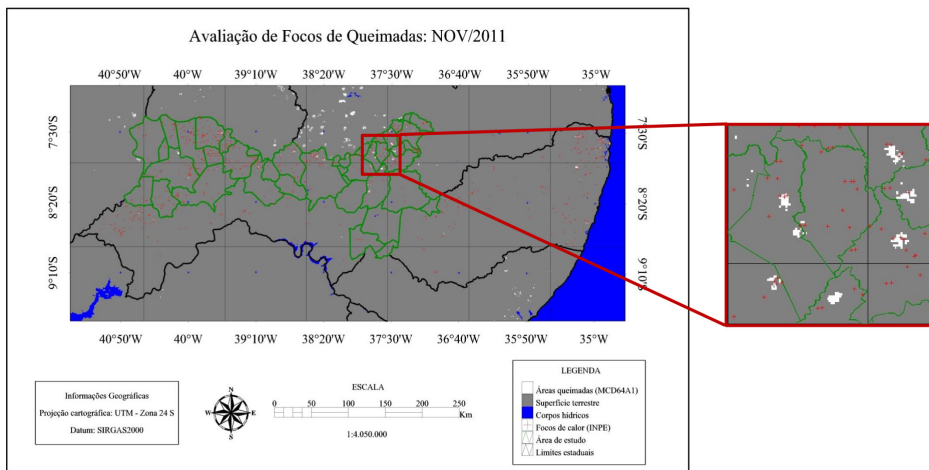 Avaliação de Focos de Queimadas: NOV/2011
40°50'W 40°0'W 39°10'W 38°20'W 37°30'W 36°40'W 35°50'W 35°W
7°30'S 7°30'S
8°20'S 8°20'S
9°10'S 9°10'S
40°50'W 40°0'W 39°10'W 38°20'W 37°30'W 36°40'W 35°50'W 35°W
Informações Geográficas
Projeção cartográfica: UTM - Zona 24 S
Datum: SIRGAS2000
N
W E
S
ESCALA
0 50 100 150 200 250
Km
1:4.050.000
LEGENDA
Áreas queimadas (MCD64A1)
Superfície terrestre
Corpos hídricos
Focos de calor (INPE)
Área de estudo
Limites estaduais